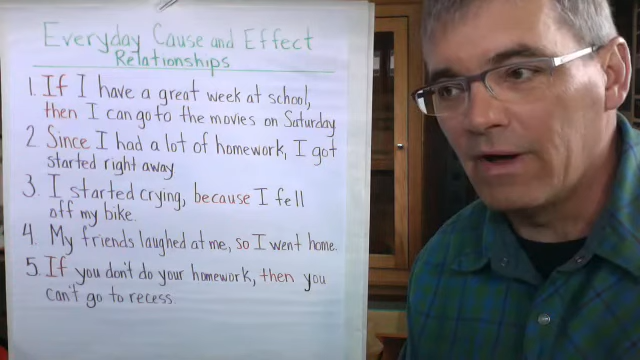 Everyday Cause and Effect
Relationships
1. If I have a great week at school,
then I can go to the movies on Saturday
2. Since I had a lot of homework, I got
started right away
3. I started crying, because I fell
off my bike.
4. My friends laughed at me, so I went home.
5. If you don't do your homework, then you
can't go to recess.